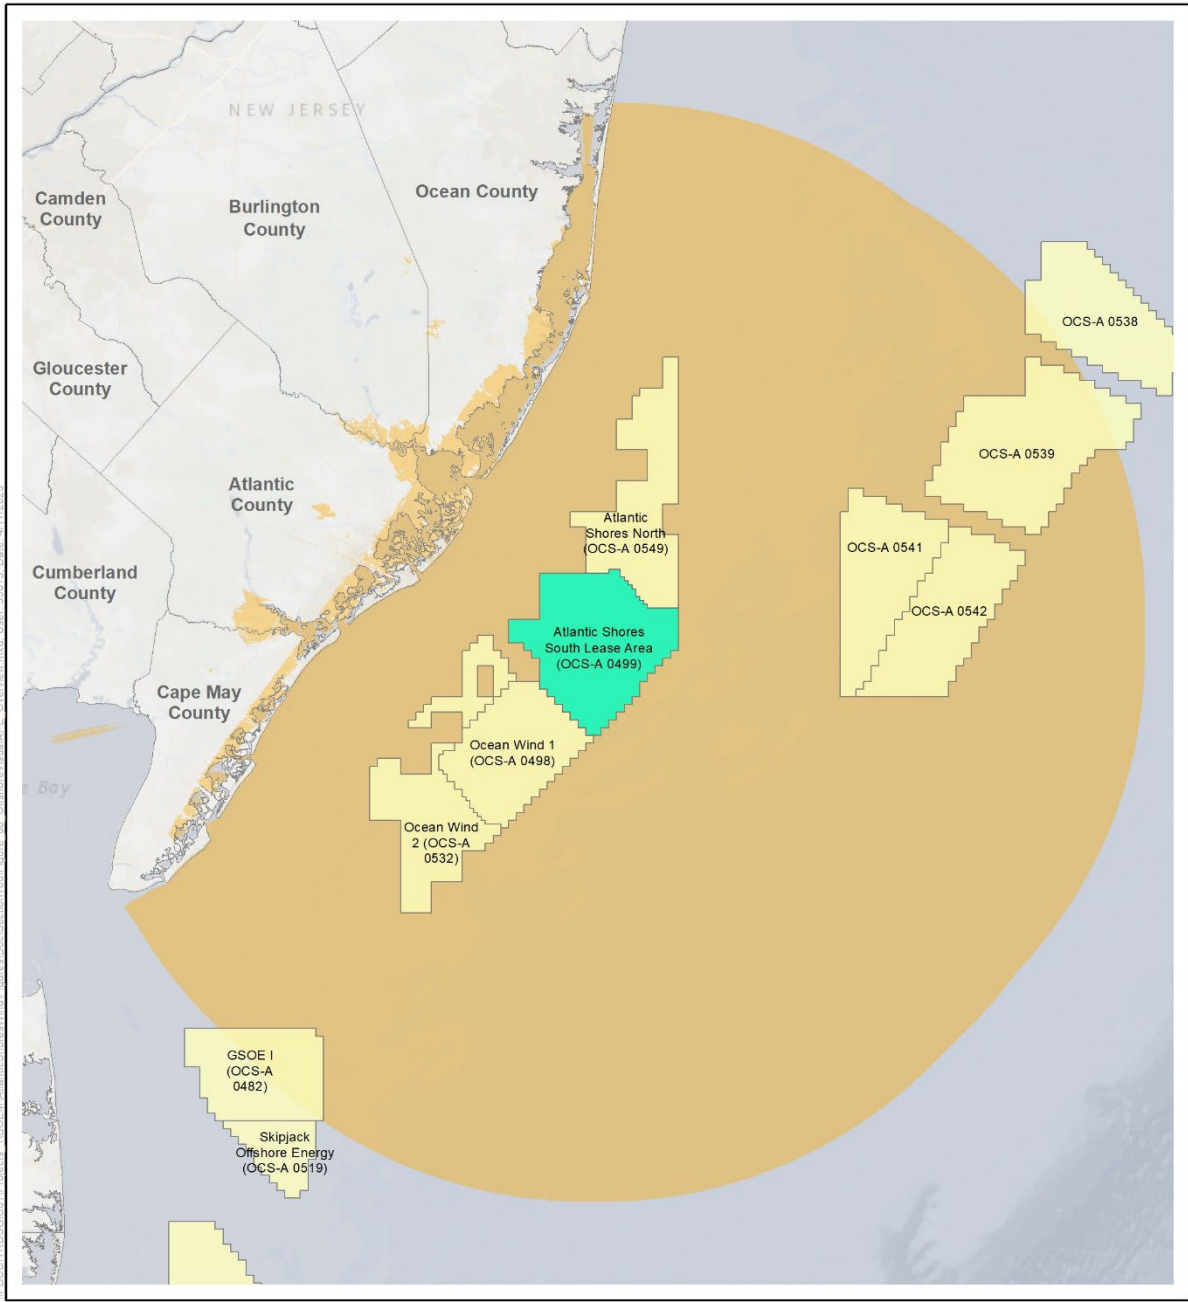 NEW JERSEY
Ocean County
Camden
County
Burlington
County
OCS-A 0538
Gloucester
County
OCS-A 0539
Atlantic
County
Atlantic
Shores North
(OCS-A 0549)
OCS-A 0541
Cumberland
County
OCS-A 0542
Atlantic Shores
South Lease Area
(OCS-A 0499)
Cape May
County
Ocean Wind 1
(OCS-A 0498)
Bay
Ocean Wind
2 (OCS-A
0532)
GSOE I
(OCS-A
0482)
Skipjack
Offshore Energy
(OCS-A 0519)